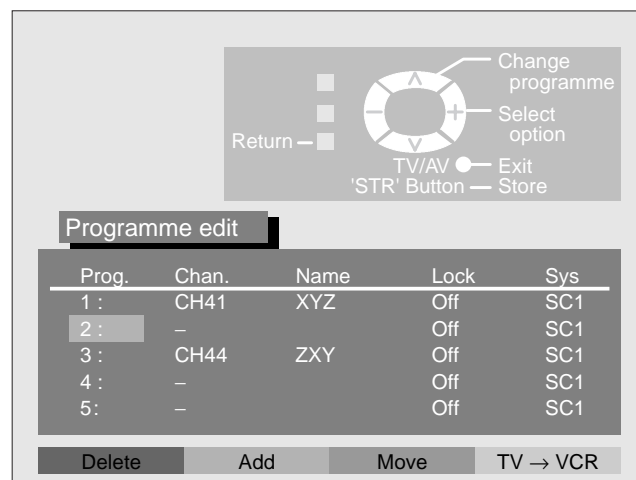 Change
programme
Select
option
Return
TV/AV Exit
'STR' Button Store
Programme edit
Prog. Chan. Name Lock Sys
1 : CH41 XYZ Off SC1
2 : – Off SC1
3 : CH44 ZXY Off SC1
4 : – Off SC1
5: – Off SC1
Delete Add Move TV → VCR